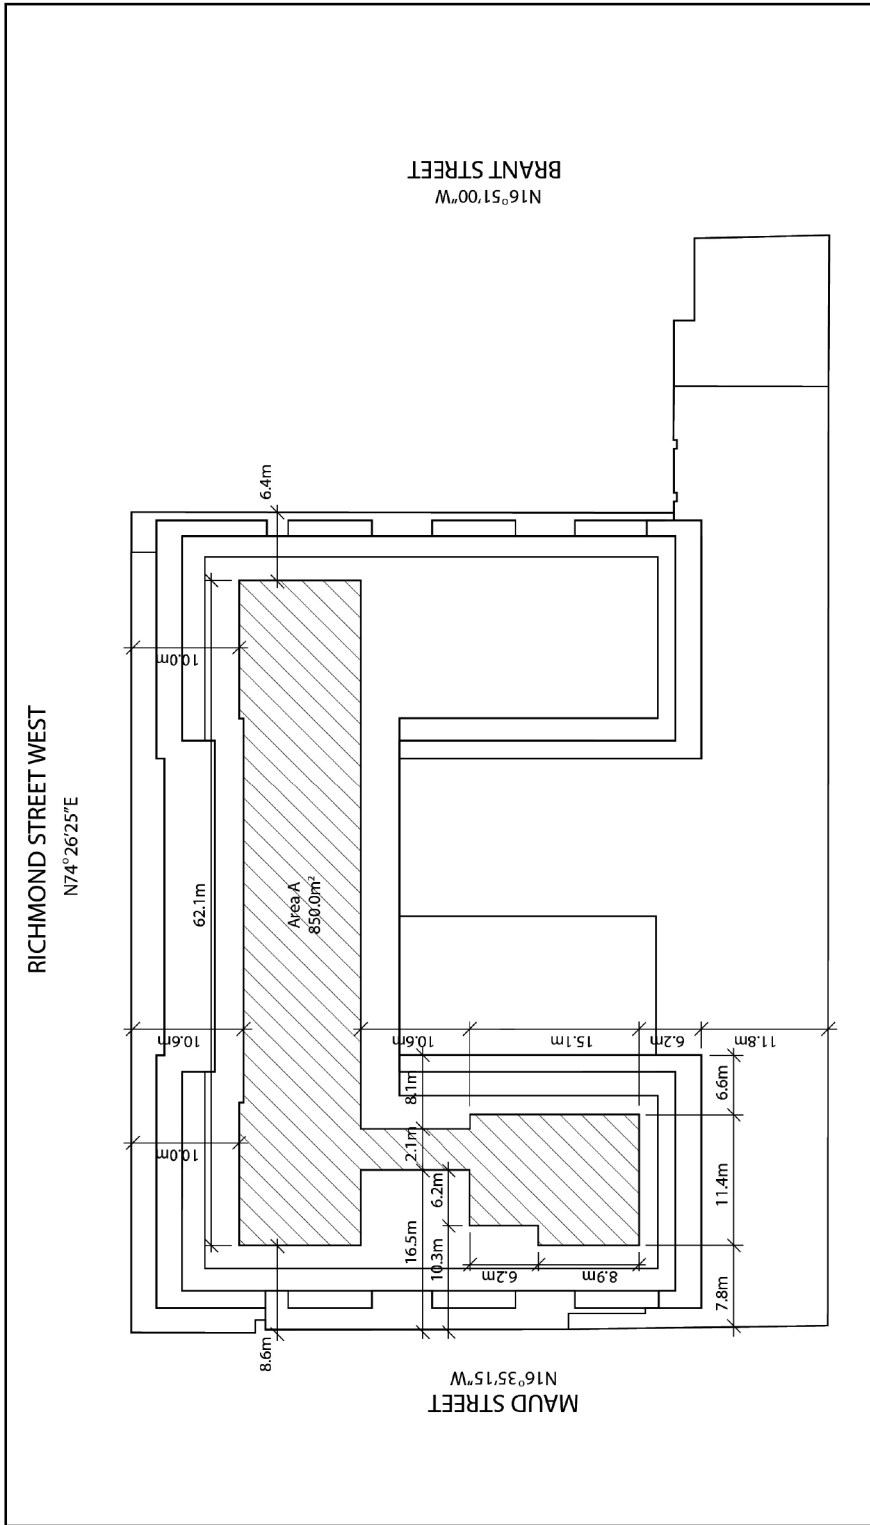 BRANT STREET
N16°51'00"W
RICHMOND STREET WEST
N74°26'25"E
6.4m
10.0m
62.1m
Area A
850.0m²
10.6m
10.6m
15.1m
6.2m
11.8m
8.1m
6.6m
10.0m
2.1m
6.2m
11.4m
16.5m
10.3m
6.2m
8.9m
7.8m
8.6m
N16°35'15"W
MAUD STREET